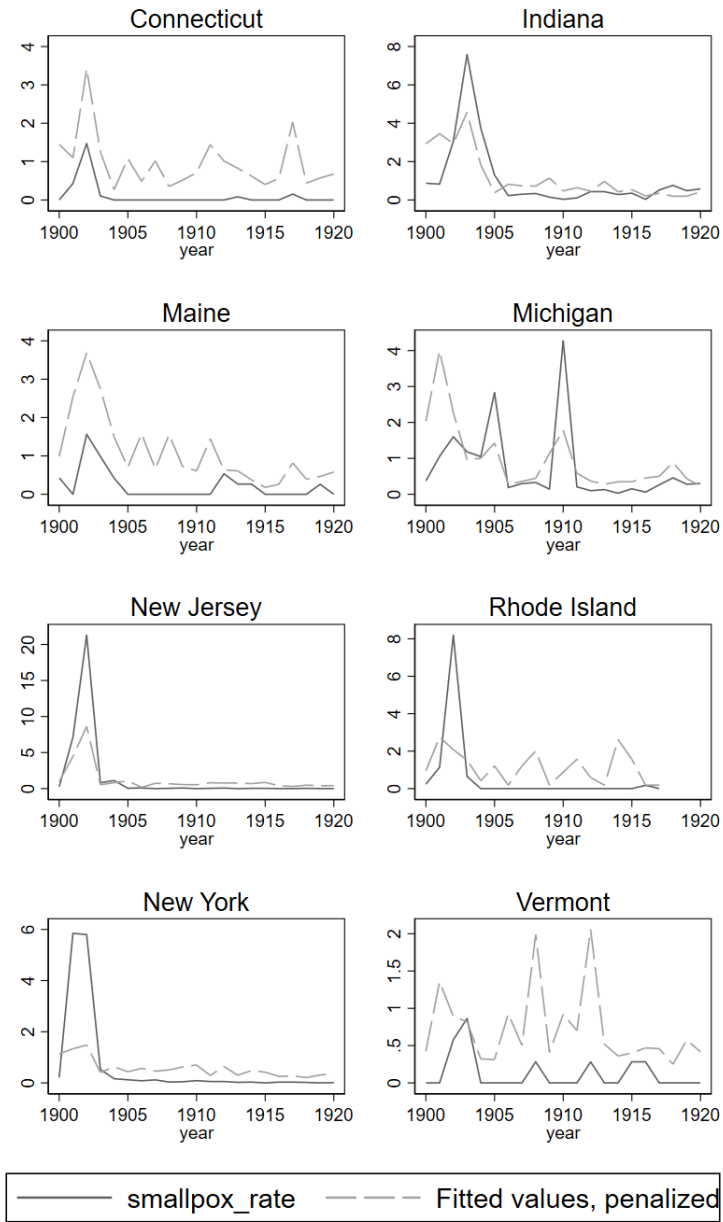 Connecticut
0 1 2 3 4
1900 1905 1910 1915 1920
year
Indiana
0 2 4 6 8
1900 1905 1910 1915 1920
year
Maine
0 1 2 3 4
1900 1905 1910 1915 1920
year
Michigan
0 1 2 3 4
1900 1905 1910 1915 1920
year
New Jersey
0 5 10 15 20
1900 1905 1910 1915 1920
year
Rhode Island
0 2 4 6 8
1900 1905 1910 1915 1920
year
New York
0 2 4 6
1900 1905 1910 1915 1920
year
Vermont
0 .5 1 1.5 2
1900 1905 1910 1915 1920
year
smallpox_rate Fitted values, penalized